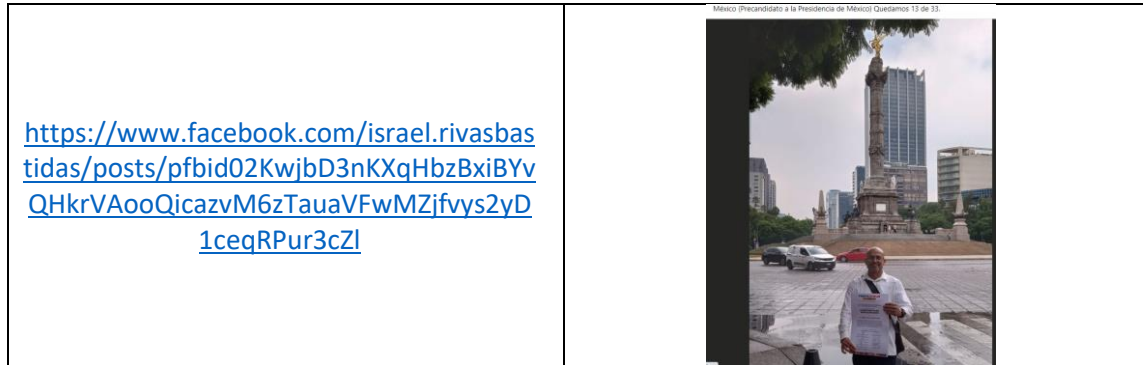 México (Precandidato a la Presidencia de México) Quedamos 13 de 33.
https://www.facebook.com/israel.rivasbas
tidas/posts/pfbid02KwjbD3nKXqHbzBxiBYv
QHkrVAooQicazvM6zTauaVFwMZjfvys2yD
1ceqRPur3cZl